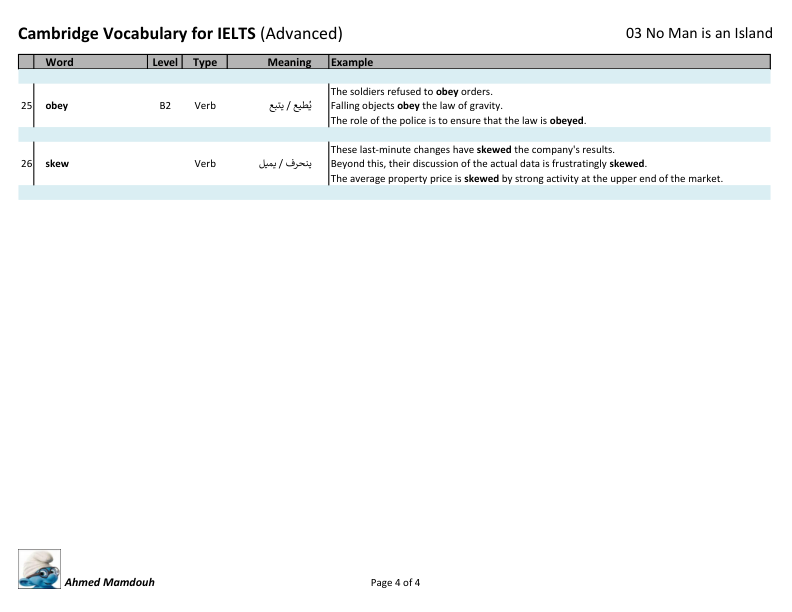 Cambridge Vocabulary for IELTS (Advanced) 03 No Man is an Island
Word Level Type Meaning Example
25 obey B2 Verb يُطيع / يتبع
The soldiers refused to obey orders.
Falling objects obey the law of gravity.
The role of the police is to ensure that the law is obeyed.
26 skew Verb ينحرف / يميل
These last-minute changes have skewed the company's results.
Beyond this, their discussion of the actual data is frustratingly skewed.
The average property price is skewed by strong activity at the upper end of the market.
Ahmed Mamdouh Page 4 of 4